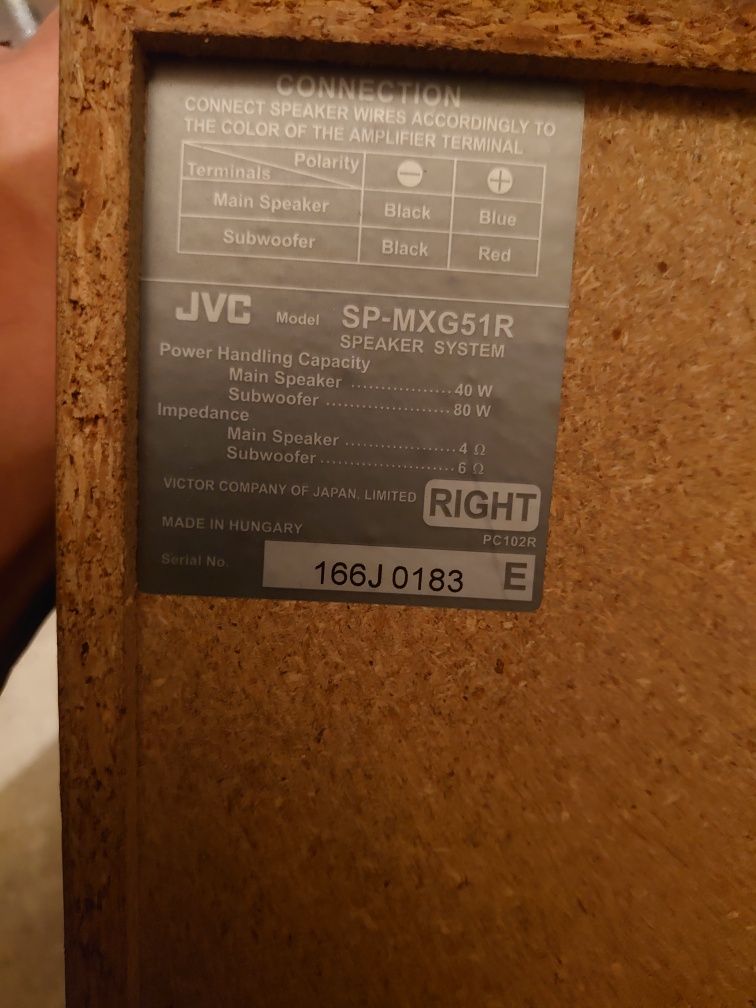 CONNECTION
CONNECT SPEAKER WIRES ACCORDINGLY TO
THE COLOR OF THE AMPLIFIER TERMINAL
Polarity ⊖ ⊕
Terminals
Main Speaker Black Blue
Subwoofer Black Red
JVC Model SP-MXG51R
SPEAKER SYSTEM
Power Handling Capacity
Main Speaker ..................40 W
Subwoofer ......................80 W
Impedance
Main Speaker ....................4 Ω
Subwoofer ........................6 Ω
VICTOR COMPANY OF JAPAN, LIMITED RIGHT
MADE IN HUNGARY
PC102R
Serial No. 166J 0183 E